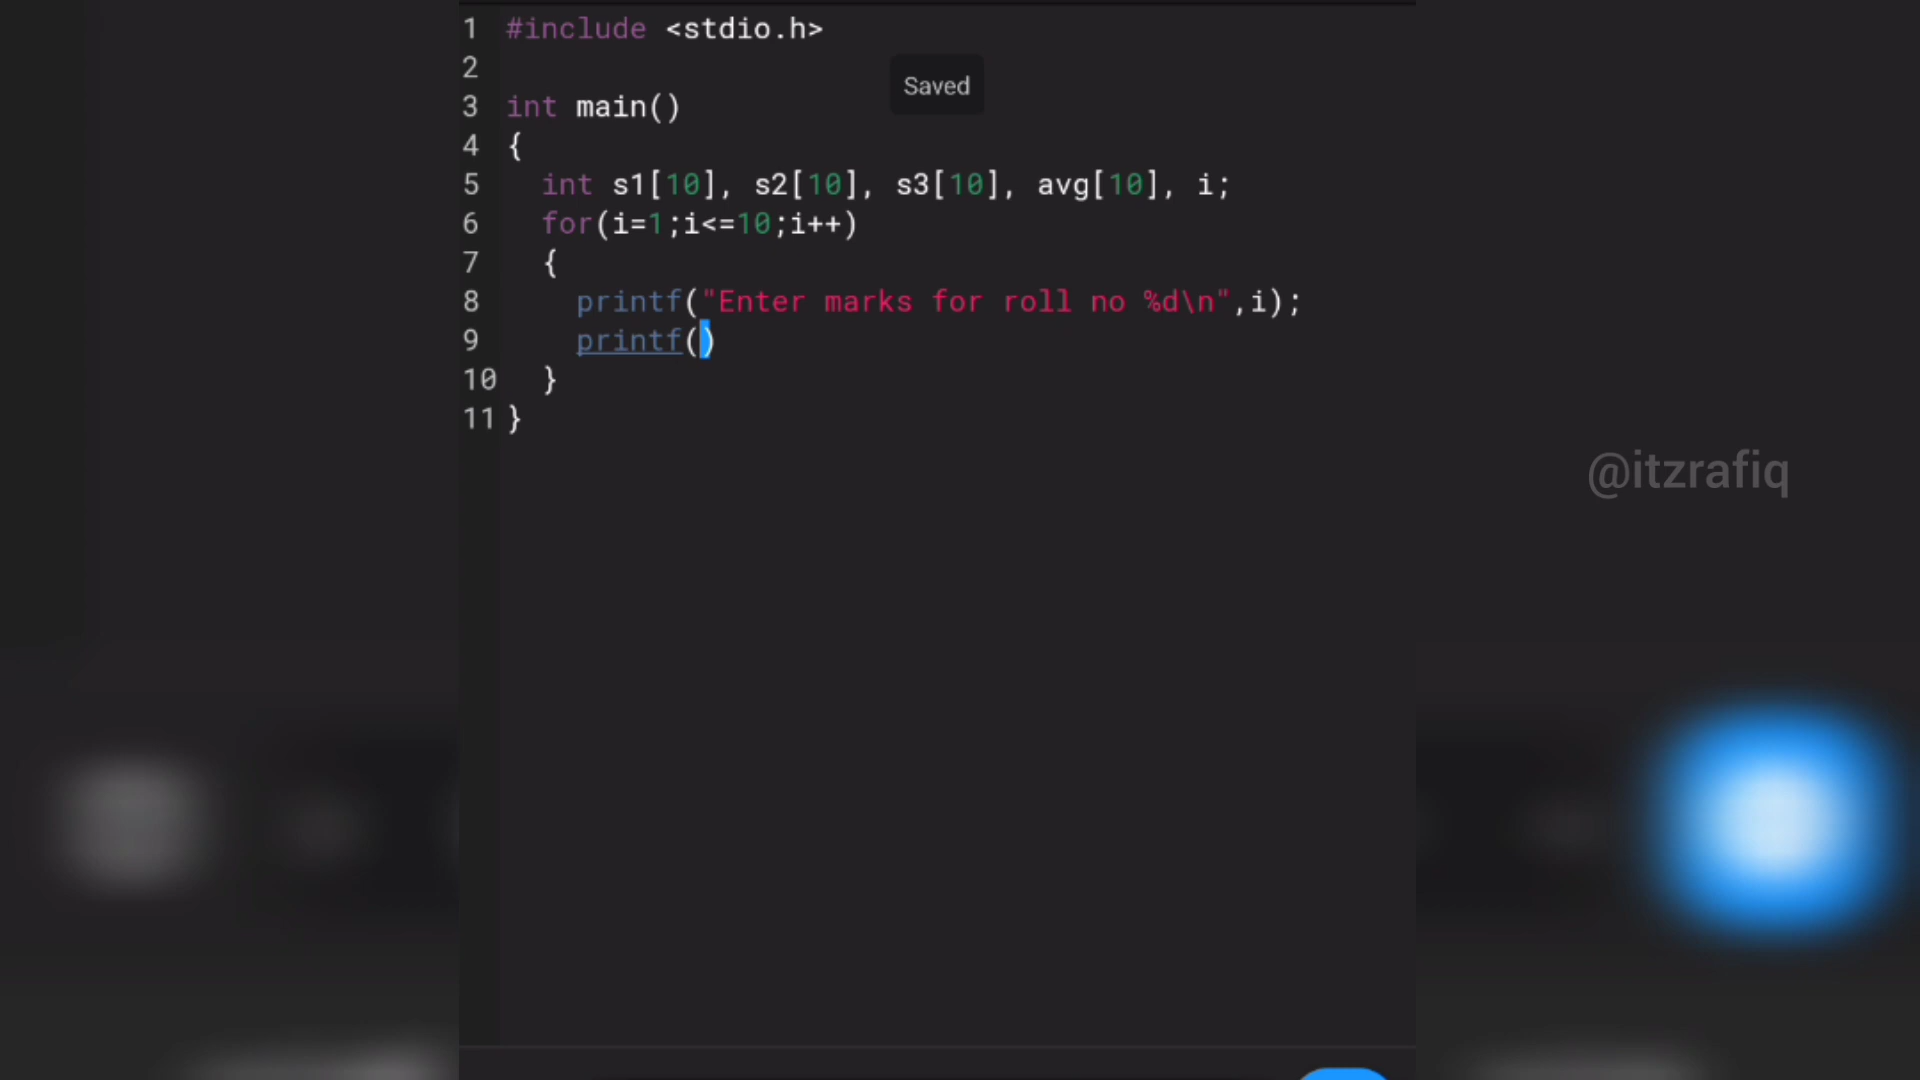 1 #include <stdio.h>
2
Saved
3 int main()
4 {
5 int s1[10], s2[10], s3[10], avg[10], i;
6 for(i=1;i<=10;i++)
7 {
8 printf("Enter marks for roll no %d\n",i);
9 printf()
10 }
11 }
@itzrafiq